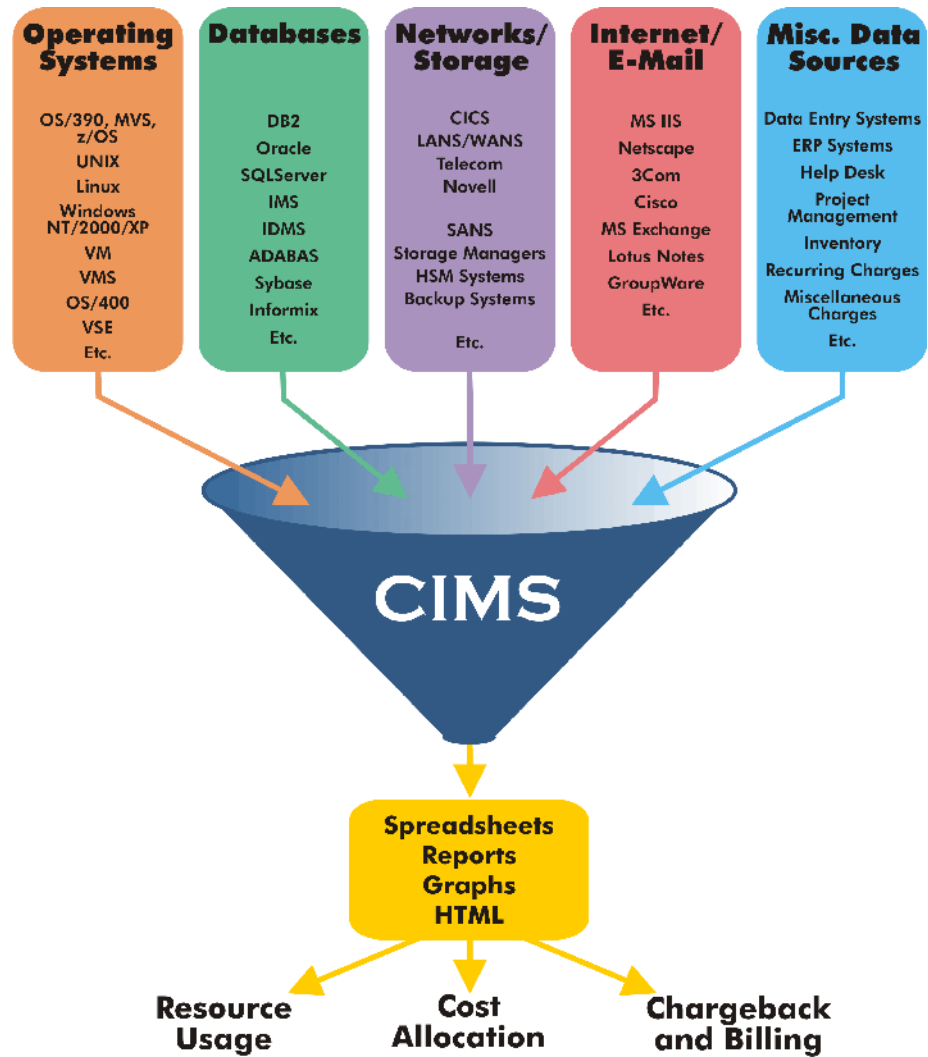 Operating
Systems
OS/390, MVS,
z/OS
UNIX
Linux
Windows
NT/2000/XP
VM
VMS
OS/400
VSE
Etc.
Databases
DB2
Oracle
SQLServer
IMS
IDMS
ADABAS
Sybase
Informix
Etc.
Networks/
Storage
CICS
LANS/WANS
Telecom
Novell
SANS
Storage Managers
HSM Systems
Backup Systems
Etc.
Internet/
E-Mail
MS IIS
Netscape
3Com
Cisco
MS Exchange
Lotus Notes
GroupWare
Etc.
Misc. Data
Sources
Data Entry Systems
ERP Systems
Help Desk
Project
Management
Inventory
Recurring Charges
Miscellaneous
Charges
Etc.
CIMS
Spreadsheets
Reports
Graphs
HTML
Resource
Usage
Cost
Allocation
Chargeback
and Billing